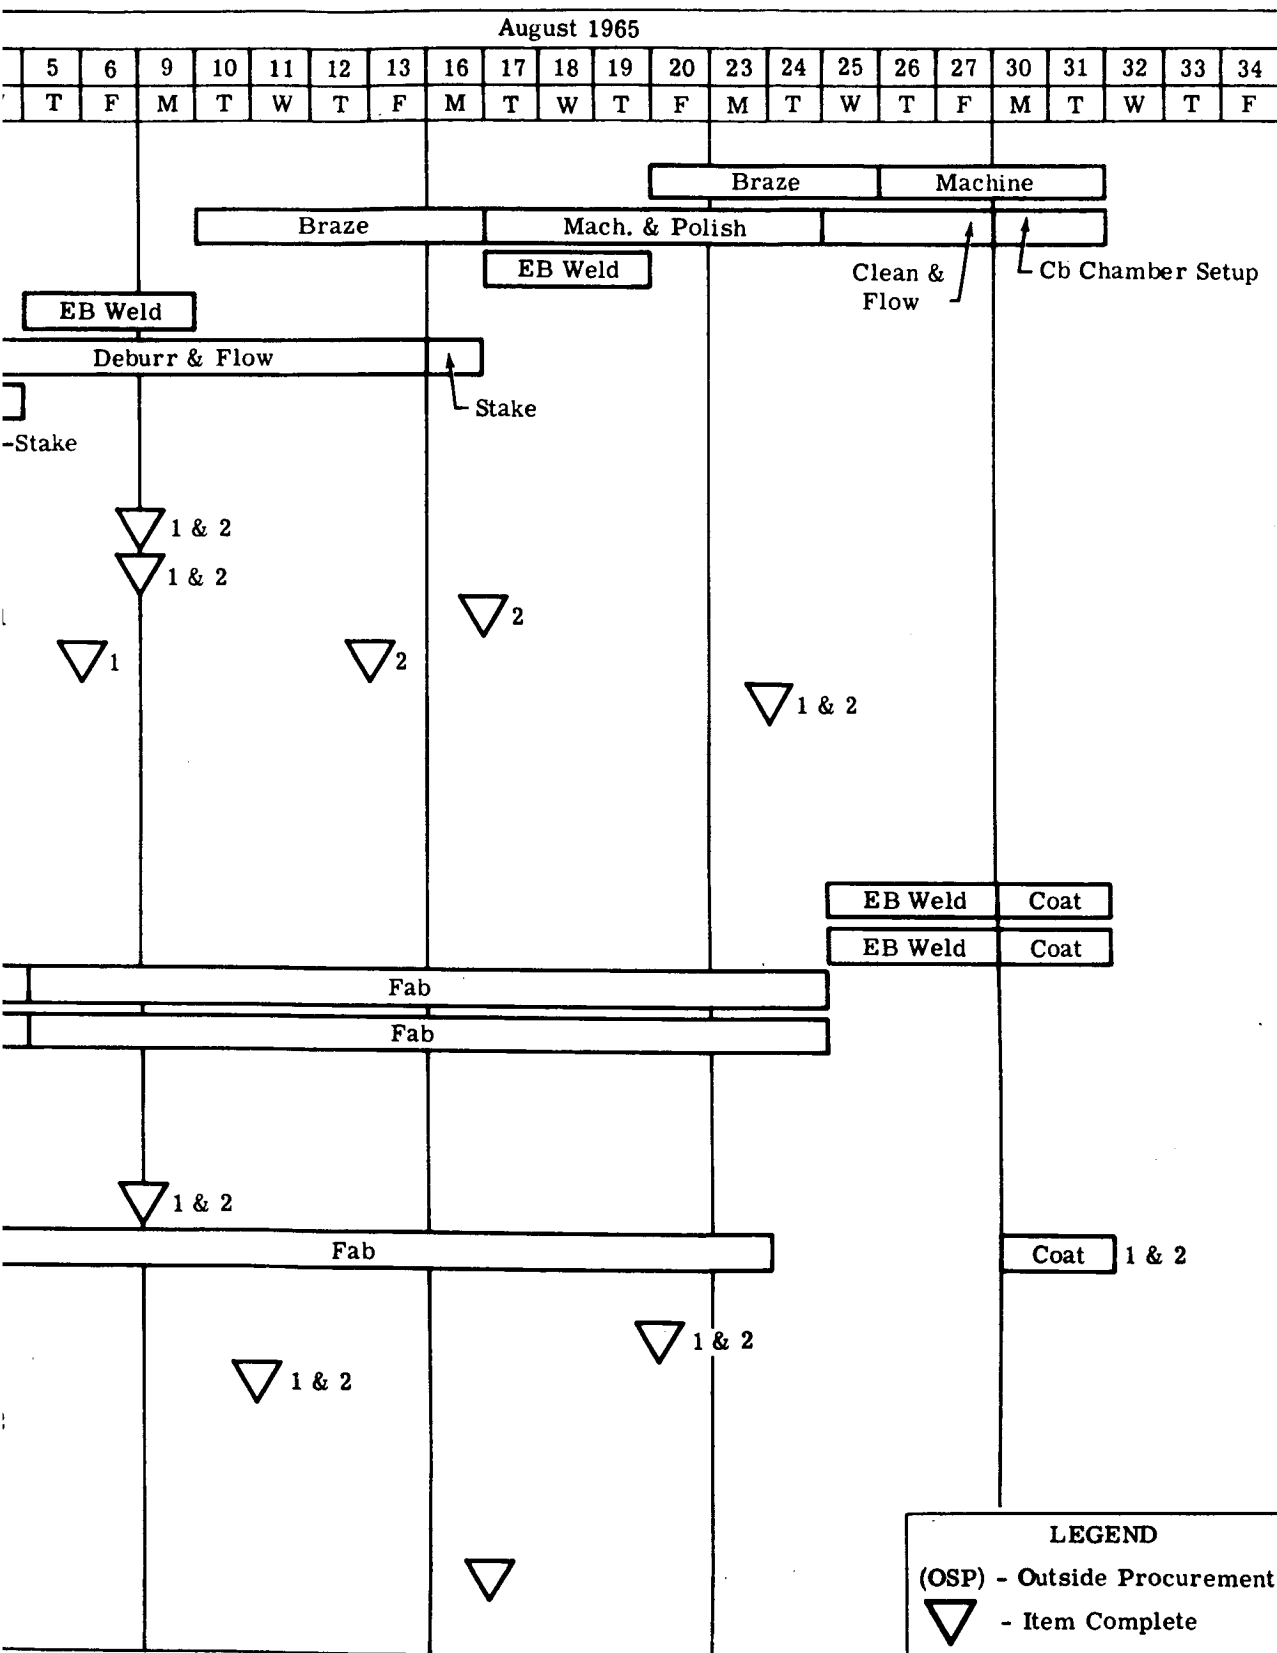 August 1965
5 6 9 10 11 12 13 16 17 18 19 20 23 24 25 26 27 30 31 32 33 34
T F M T W T F M T W T F M T W T F M T W T F
Braze Machine
Braze Mach. & Polish
EB Weld Clean & Flow Cb Chamber Setup
EB Weld
Deburr & Flow
Stake
-Stake
1 & 2
1 & 2
2
1 2
1 & 2
EB Weld Coat
EB Weld Coat
Fab
Fab
1 & 2
Fab Coat 1 & 2
1 & 2
1 & 2
LEGEND
(OSP) - Outside Procurement
- Item Complete